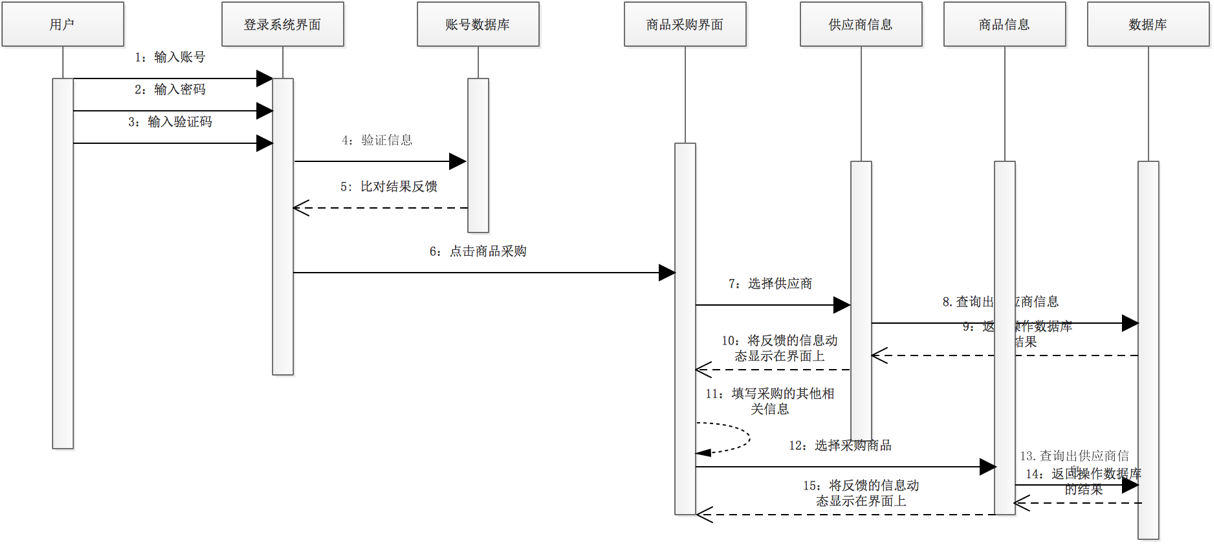 用户
登录系统界面
账号数据库
商品采购界面
供应商信息
商品信息
数据库
1: 输入账号
2: 输入密码
3: 输入验证码
4: 验证信息
5: 比对结果反馈
6: 点击商品采购
7: 选择供应商
8.查询出
应商信息
9: 返
操作数据库
结果
10: 将反馈的信息动
态显示在界面上
11: 填写采购的其他相
关信息
12: 选择采购商品
13.查询出供应商信
14: 返回操作数据库
的结果
15: 将反馈的信息动
态显示在界面上